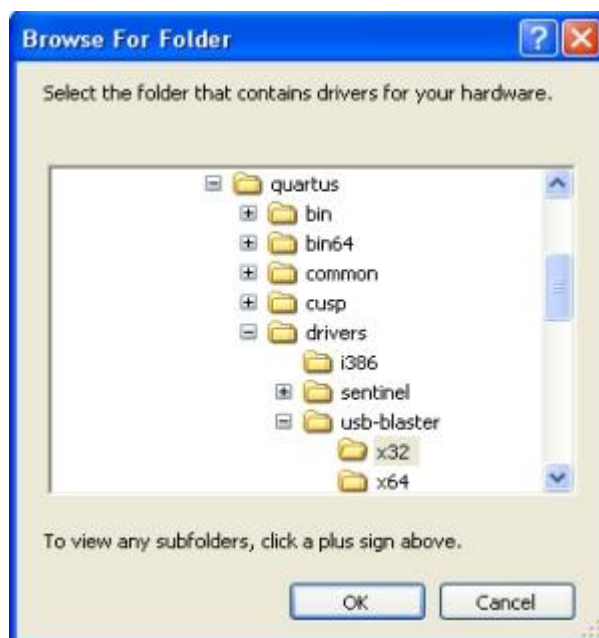 Browse For Folder
Select the folder that contains drivers for your hardware.
quartus
bin
bin64
common
cusp
drivers
i386
sentinel
usb-blaster
x32
x64
To view any subfolders, click a plus sign above.
OK Cancel